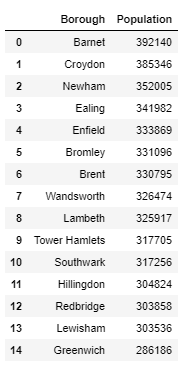 Borough Population
0 Barnet 392140
1 Croydon 385346
2 Newham 352005
3 Ealing 341982
4 Enfield 333869
5 Bromley 331096
6 Brent 330795
7 Wandsworth 326474
8 Lambeth 325917
9 Tower Hamlets 317705
10 Southwark 317256
11 Hillingdon 304824
12 Redbridge 303858
13 Lewisham 303536
14 Greenwich 286186